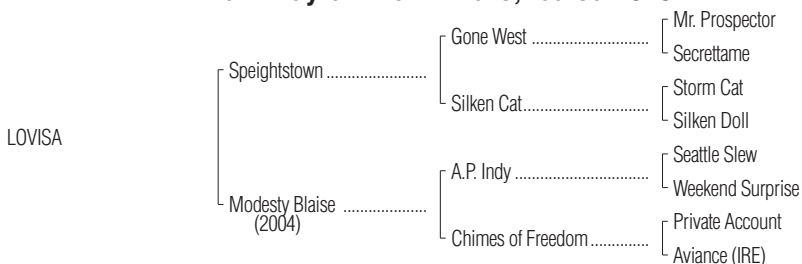 Mr. Prospector
Gone West
Secrettame
Speightstown
Storm Cat
Silken Cat
Silken Doll
LOVISA
Seattle Slew
A.P. Indy
Weekend Surprise
Modesty Blaise
(2004)
Private Account
Chimes of Freedom
Aviance (IRE)